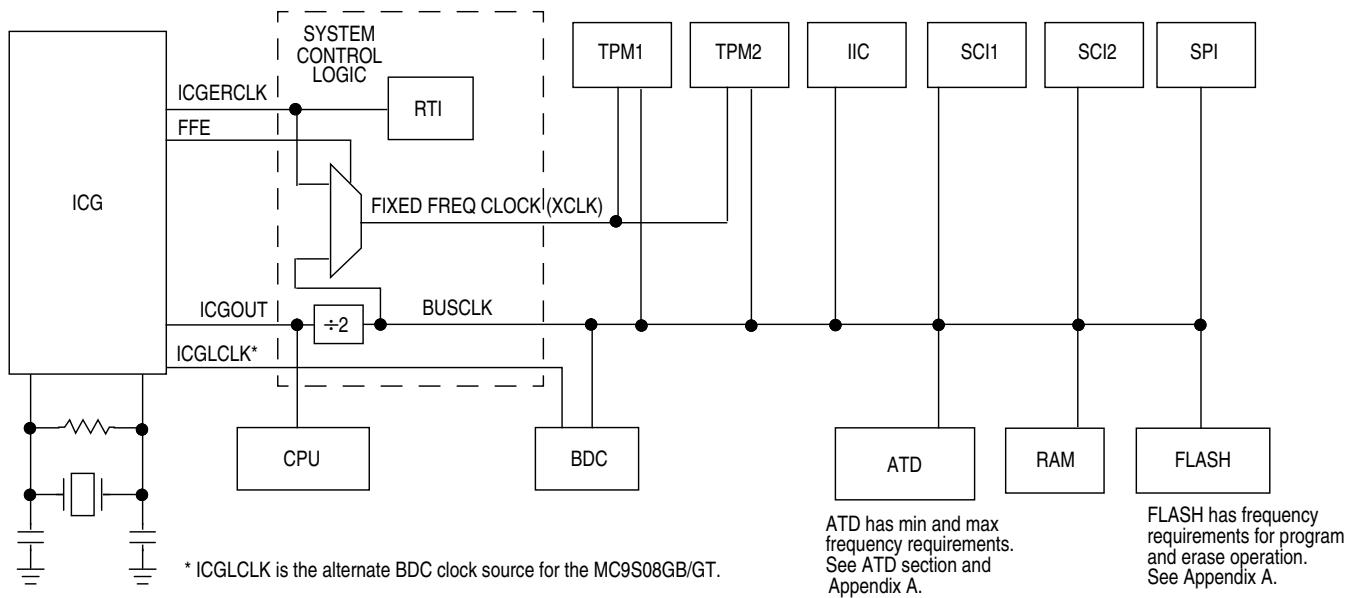 SYSTEM
CONTROL
LOGIC
TPM1
TPM2
IIC
SCI1
SCI2
SPI
ICGERCLK
RTI
FFE
ICG
FIXED FREQ CLOCK (XCLK)
ICGOUT
÷2
BUSCLK
ICGLCLK*
CPU
BDC
ATD
RAM
FLASH
ATD has min and max
frequency requirements.
See ATD section and
Appendix A.
FLASH has frequency
requirements for program
and erase operation.
See Appendix A.
* ICGLCLK is the alternate BDC clock source for the MC9S08GB/GT.